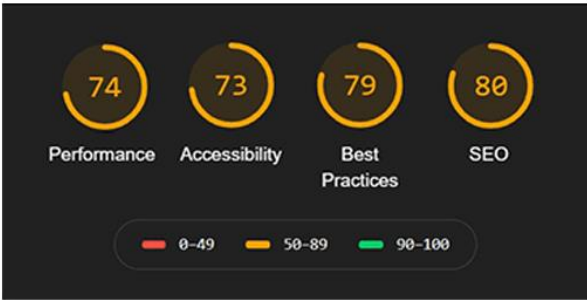 74 73 79 80
Performance Accessibility Best Practices SEO
0-49 50-89 90-100